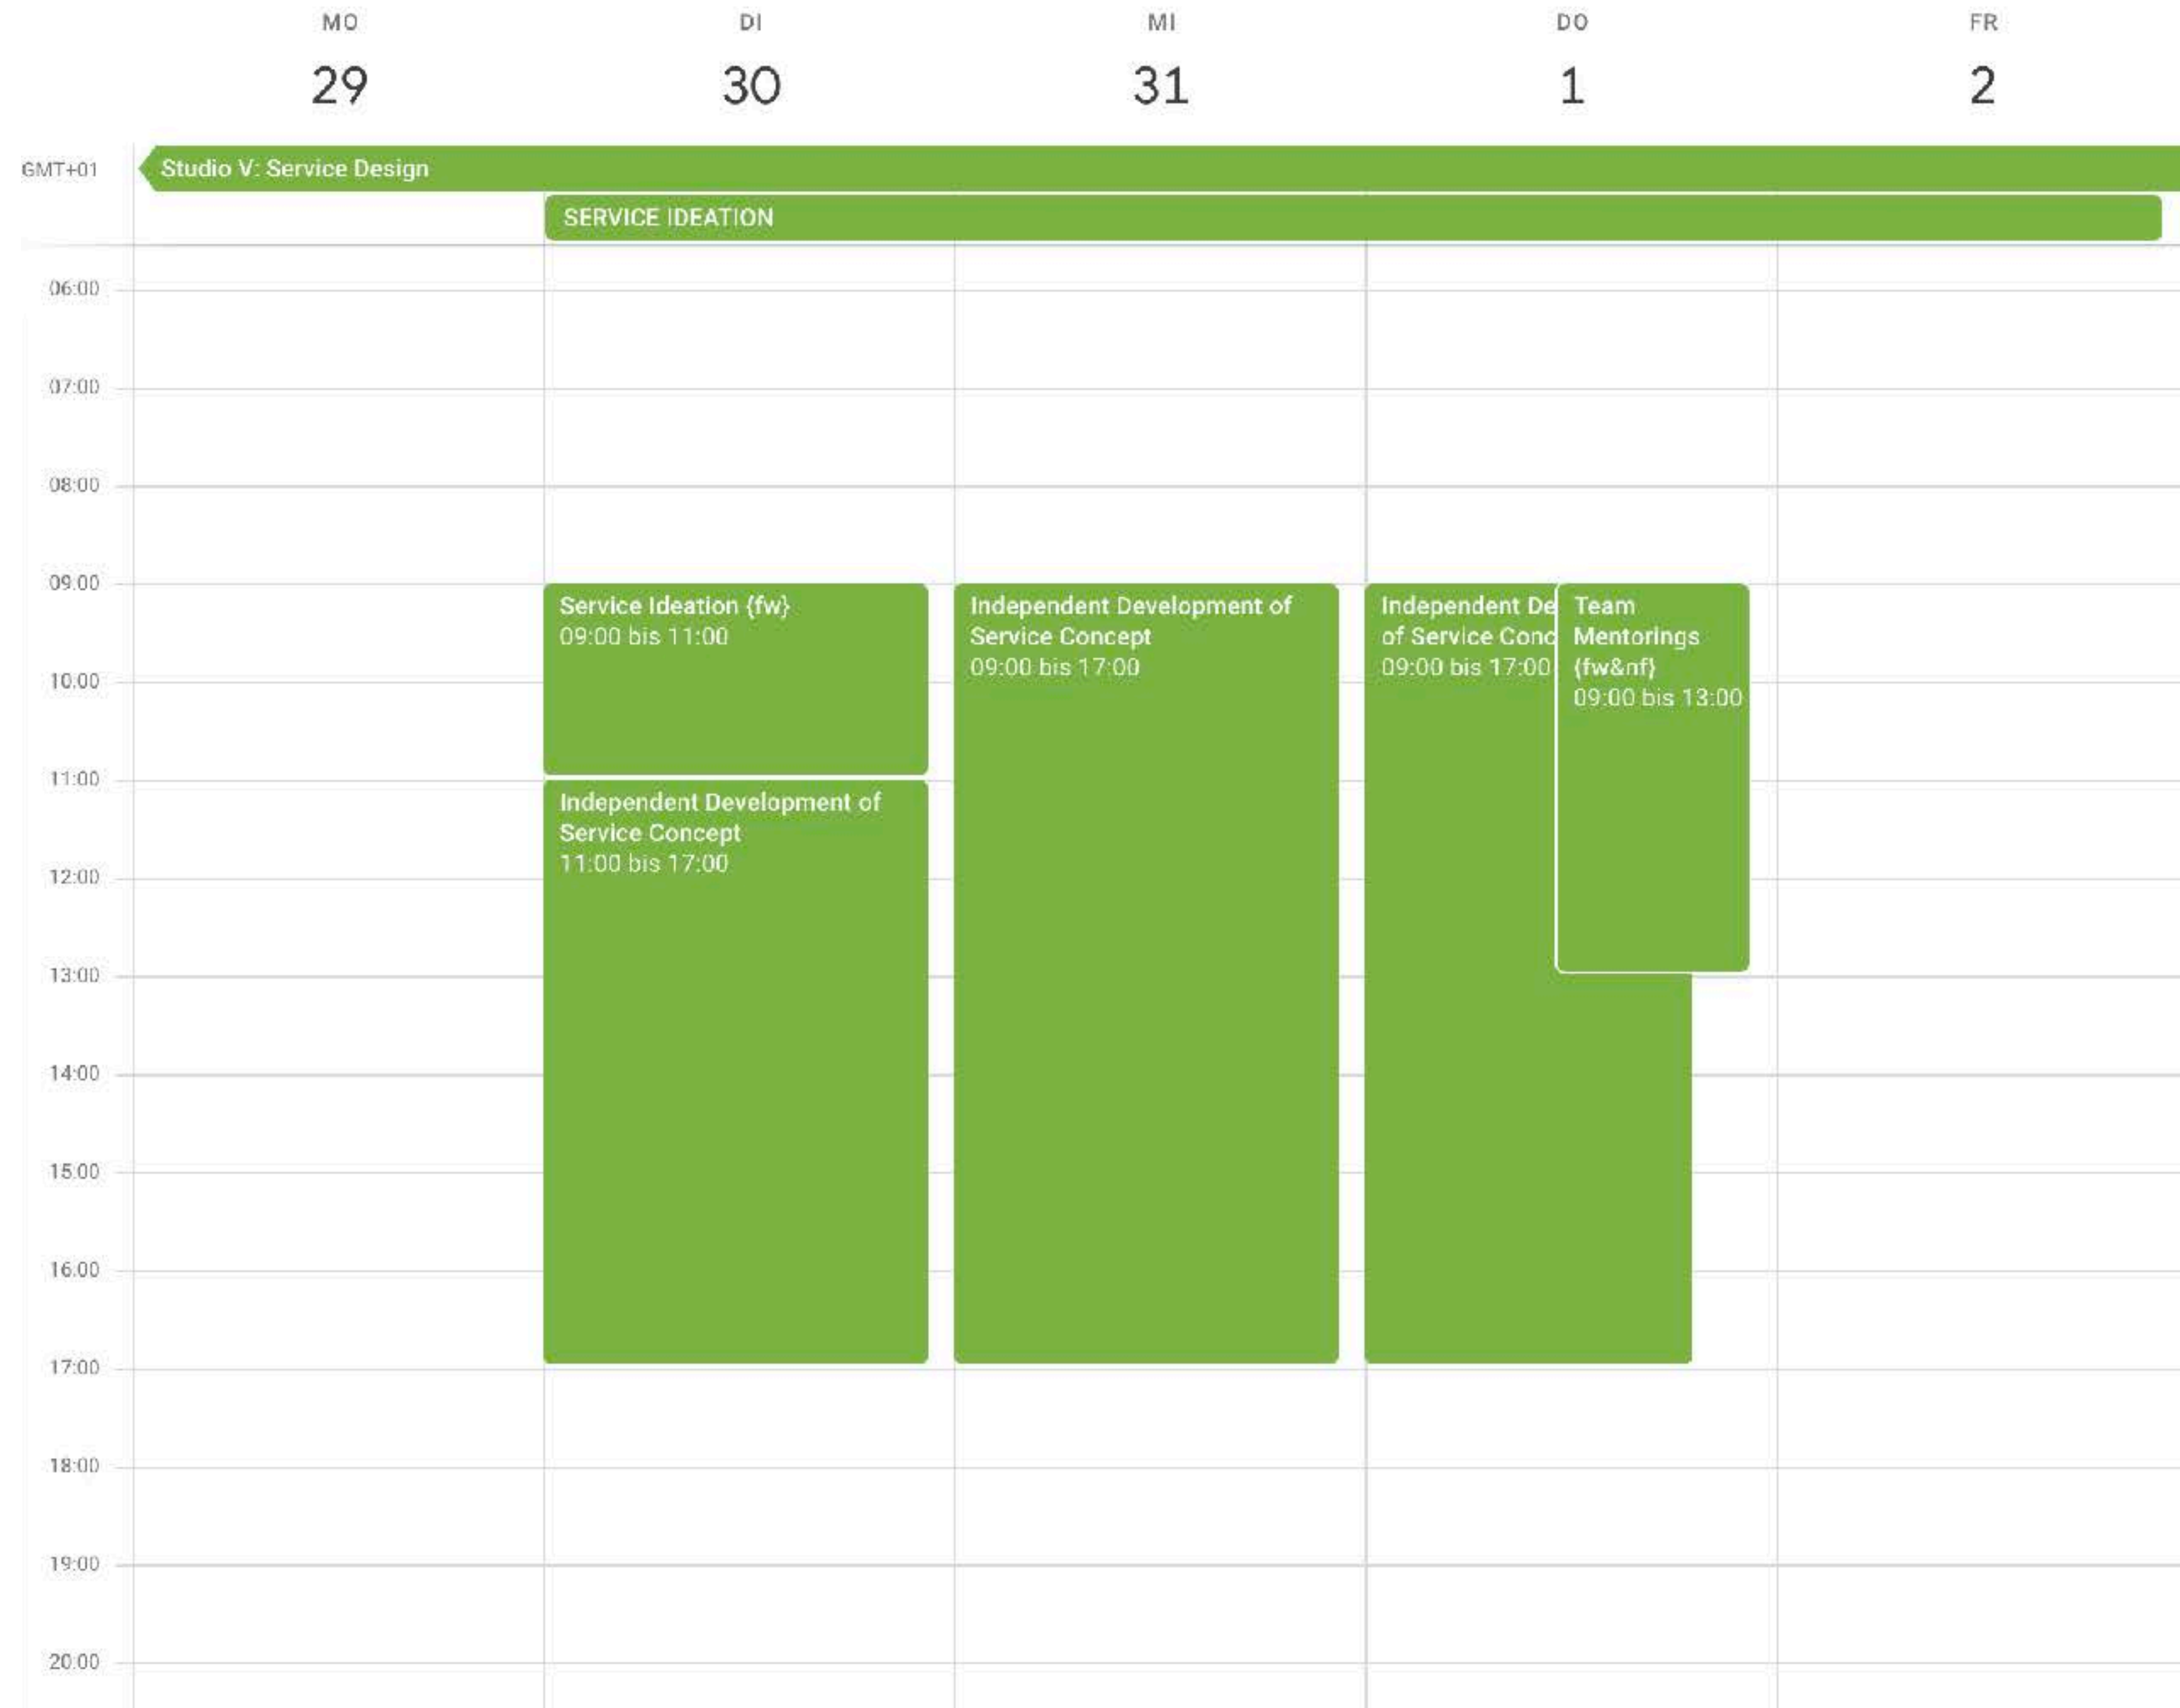 MO
DI
MI
DO
FR
29
30
31
1
2
GMT+01
Studio V: Service Design
SERVICE IDEATION
06:00
07:00
08:00
09:00
10:00
11:00
12:00
13:00
14:00
15:00
16:00
17:00
18:00
19:00
20:00
Service Ideation {fw}
09:00 bis 11:00
Independent Development of
Service Concept
11:00 bis 17:00
Independent Development of
Service Concept
09:00 bis 17:00
Independent De
of Service Conc
09:00 bis 17:00
Team
Mentorings
{fw&nf}
09:00 bis 13:00